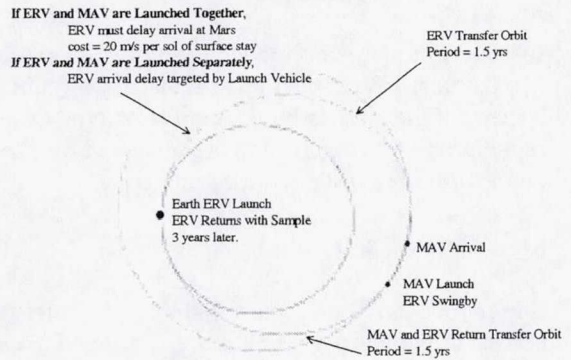 If ERV and MAV are Launched Together,
ERV must delay arrival at Mars
cost = 20 m/s per sol of surface stay
If ERV and MAV are Launched Separately,
ERV arrival delay targeted by Launch Vehicle
ERV Transfer Orbit
Period = 1.5 yrs
Earth ERV Launch
ERV Returns with Sample
3 years later.
MAV Arrival
MAV Launch
ERV Swingby
MAV and ERV Return Transfer Orbit
Period = 1.5 yrs